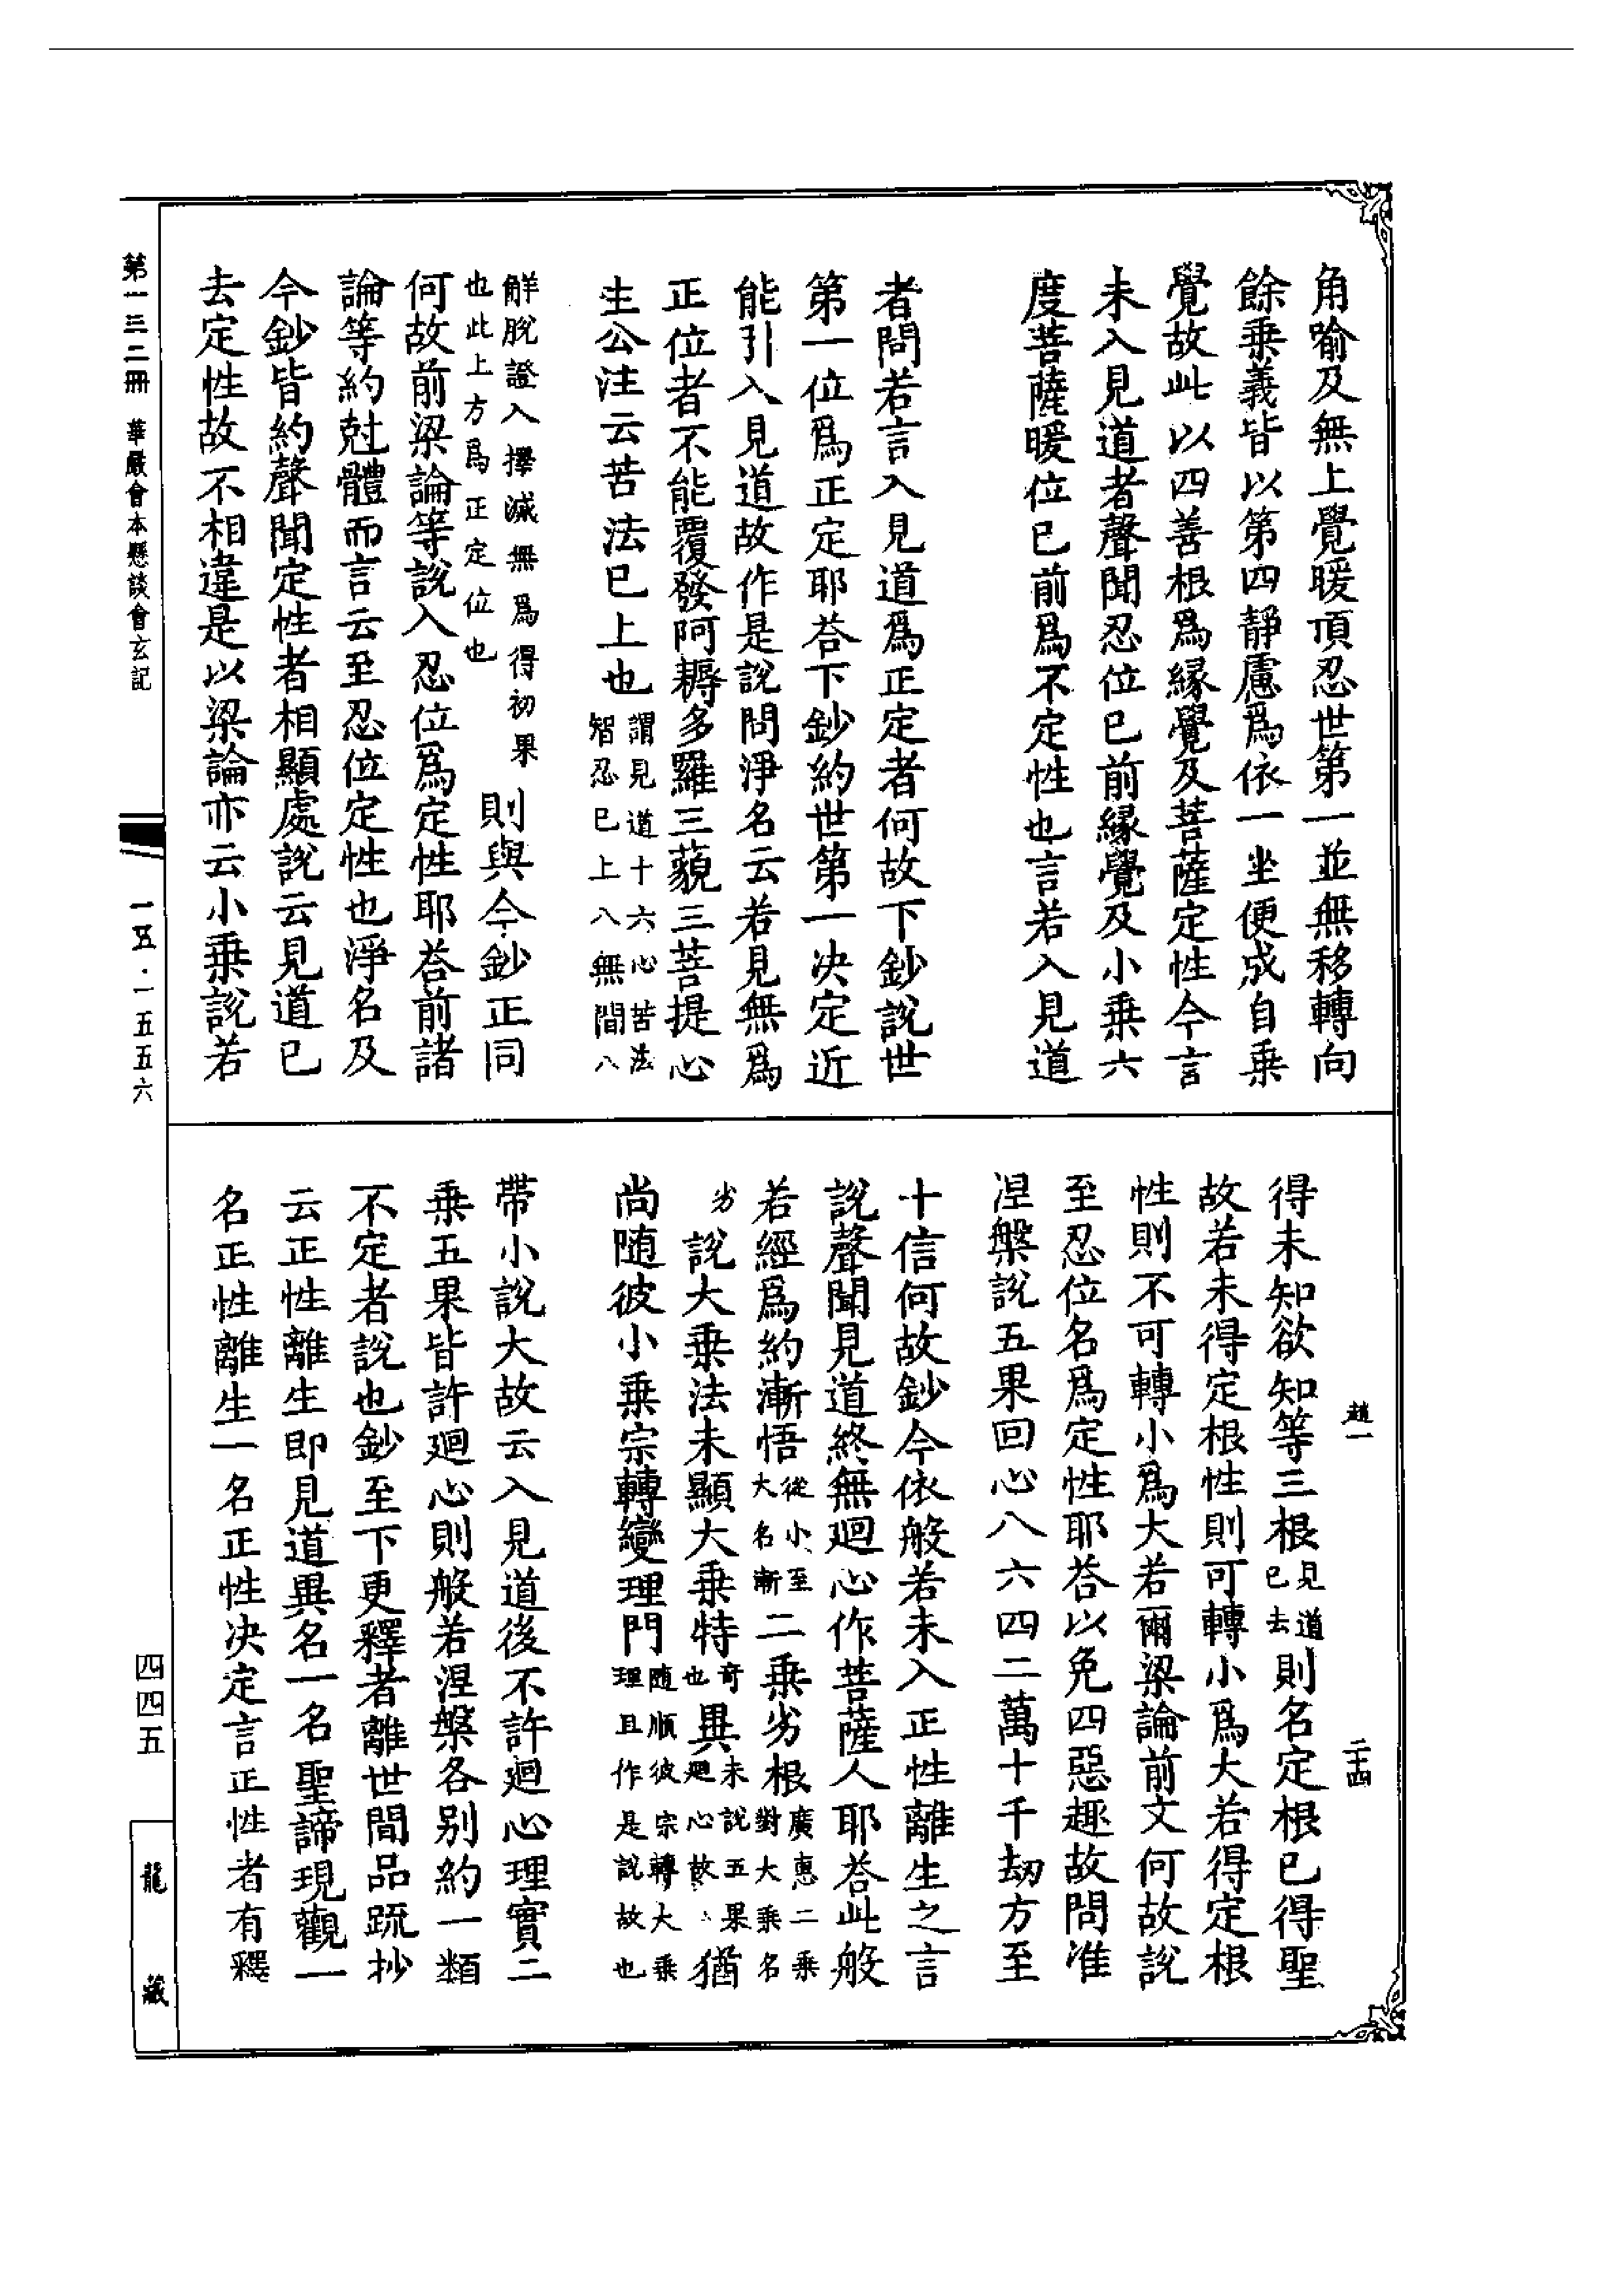 角喻及無上覺暖頂忍世第一並無移轉向
餘乗義皆以第四靜慮爲依一坐便成自乗
覺故此以四善根爲縁覺及菩薩定性今言
未入見道者聲聞忍位已前縁覺及小乗六
度菩薩暖位已前爲不定性也言若入見道
者問若言入見道爲正定者何故下鈔說世
第一位爲正定耶荅下鈔約世第一决定近
能引入見道故作是說問淨名云若見無爲
正位者不能覆發阿耨多羅三藐三菩提心
生公注云苦法已上也謂見道十六心苦法
智忍已上八無間八
解脫證入擇滅無爲得初果
也此上方爲正定位也
則與今鈔正同
何故前梁論等說入忍位爲定性耶荅前諸
論等約尅體而言云至忍位定性也淨名及
今鈔皆約聲聞定性者相顯處說云見道已
去定性故不相違是以梁論亦云小乗說若
得未知欲知等三根見道
已去
則名定根已得聖
故若未得定根性則可轉小爲大若得定根
性則不可轉小爲大若爾梁論前文何故說
至忍位名爲定性耶荅以免四惡趣故問准
涅槃說五果回心八六四二萬十千劫方至
十信何故鈔今依般若未入正性離生之言
說聲聞見道終無迴心作菩薩人耶荅此般
若經爲約漸悟從小至
大名漸
二乗劣根廣惠二乗
對大乗名
劣
說大乗法未顯大乗特奇
也
異未說五果
迴心故
猶
尚随彼小乗宗轉變理門随順彼宗轉大乗
理且作是說故也
帶小說大故云入見道後不許迴心理實二
乗五果皆許迴心則般若涅槃各别約一類
不定者說也鈔至下更釋者離世間品䟽抄
云正性離生即見道異名一名聖諦現觀一
名正性離生一名正性决定言正性者有釋
趙一
二十四
第一三二冊 華嚴會本懸談會玄記
一五·一五五六
四四五
龍藏